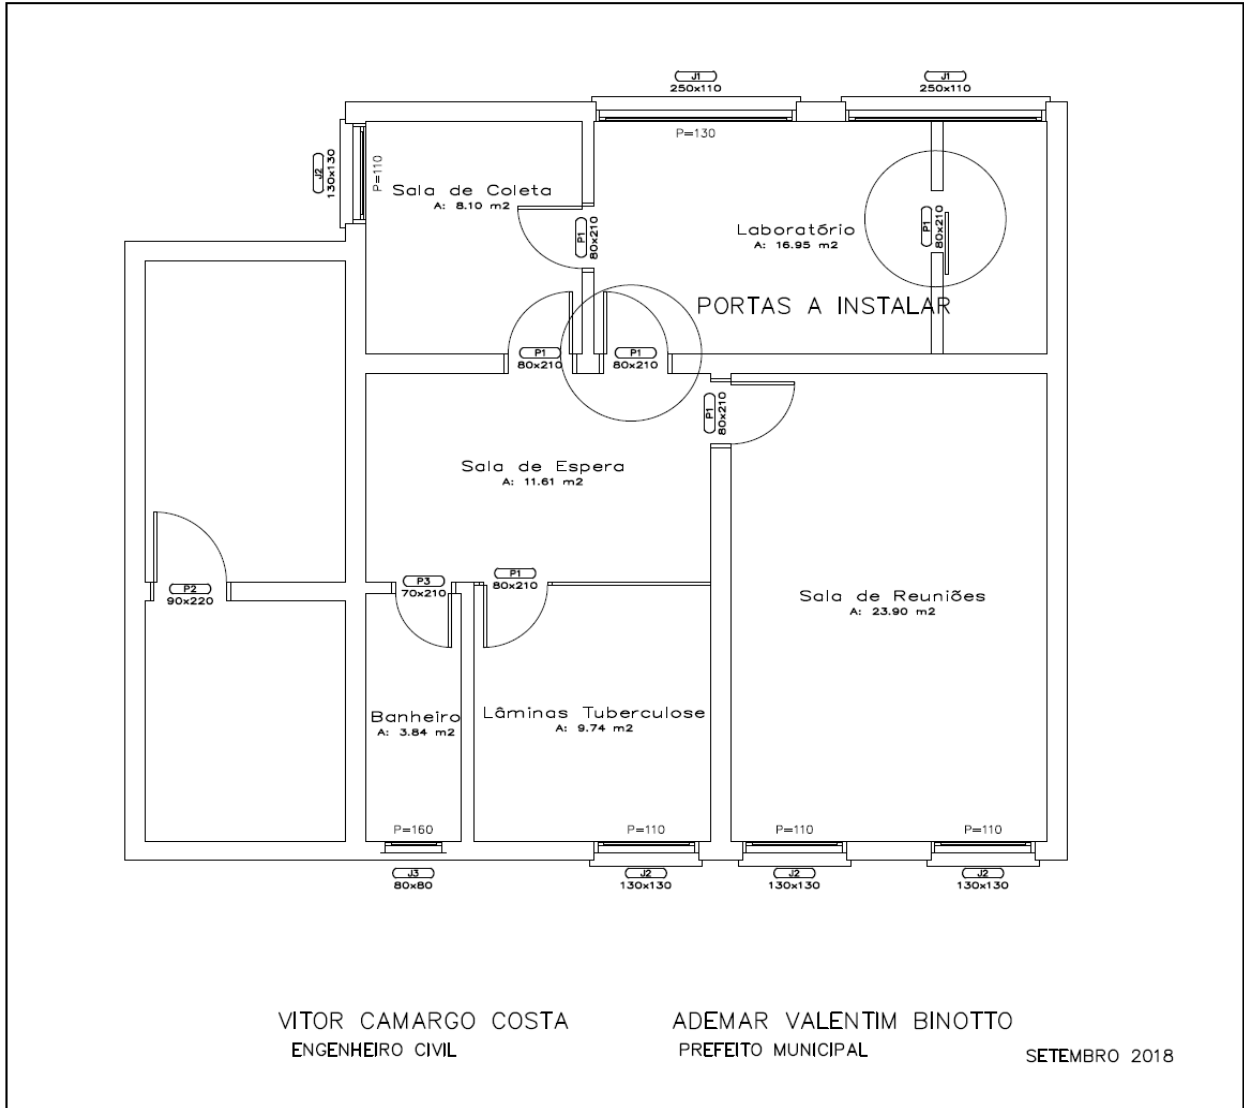 J1
250x110
J1
250x110
P=130
J2
130x130
P=110
Sala de Coleta
A: 8.10 m2
P1
80x210
Laboratório
A: 16.95 m2
P1
80x210
PORTAS A INSTALAR
P1
80x210
P1
80x210
P1
80x210
Sala de Espera
A: 11.61 m2
P2
90x220
P3
70x210
P1
80x210
Sala de Reuniões
A: 23.90 m2
Banheiro
A: 3.84 m2
Lâminas Tuberculose
A: 9.74 m2
P=160
P=110
P=110
P=110
J3
80x80
J2
130x130
J2
130x130
J2
130x130
VITOR CAMARGO COSTA
ENGENHEIRO CIVIL
ADEMAR VALENTIM BINOTTO
PREFEITO MUNICIPAL
SETEMBRO 2018